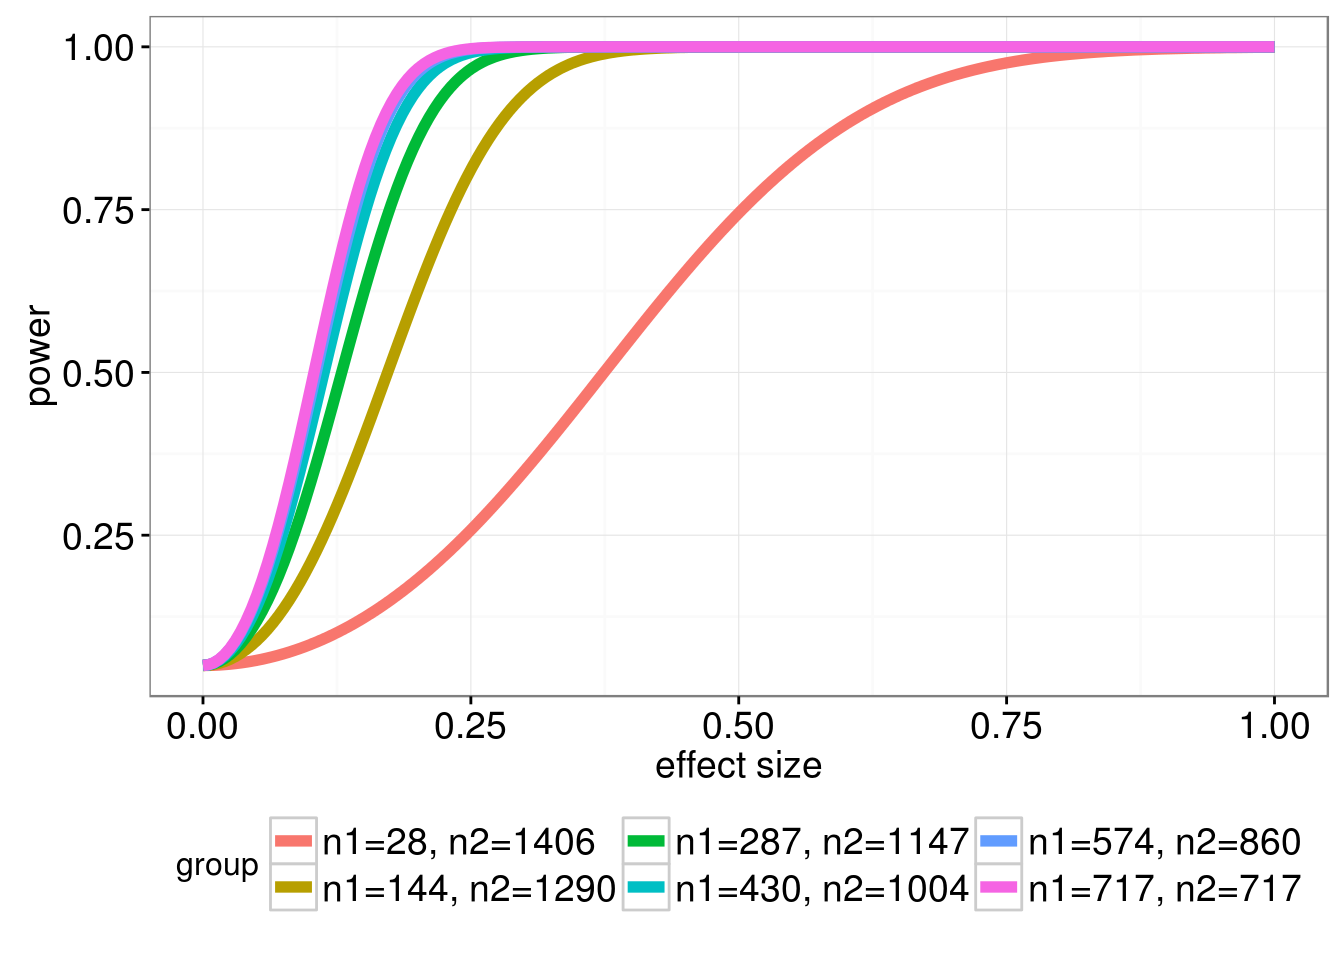 1.00
0.75
0.50
0.25
power
0.00 0.25 0.50 0.75 1.00
effect size
group
n1=28, n2=1406 n1=287, n2=1147 n1=574, n2=860
n1=144, n2=1290 n1=430, n2=1004 n1=717, n2=717